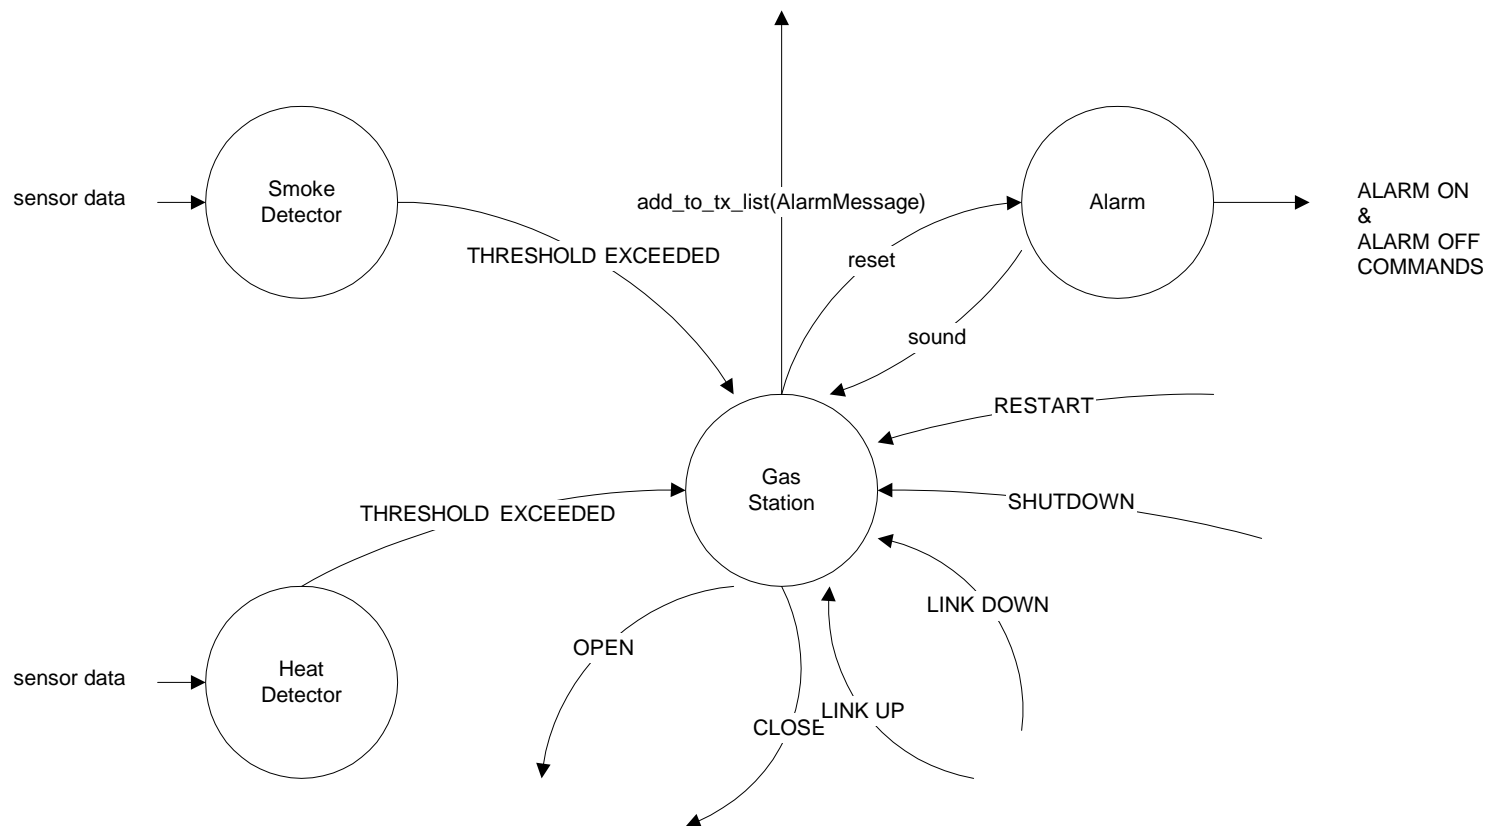 sensor data
Smoke
Detector
THRESHOLD EXCEEDED
add_to_tx_list(AlarmMessage)
reset
sound
Alarm
ALARM ON
&
ALARM OFF
COMMANDS
RESTART
Gas
Station
SHUTDOWN
THRESHOLD EXCEEDED
LINK DOWN
sensor data
Heat
Detector
OPEN
CLOSE
LINK UP